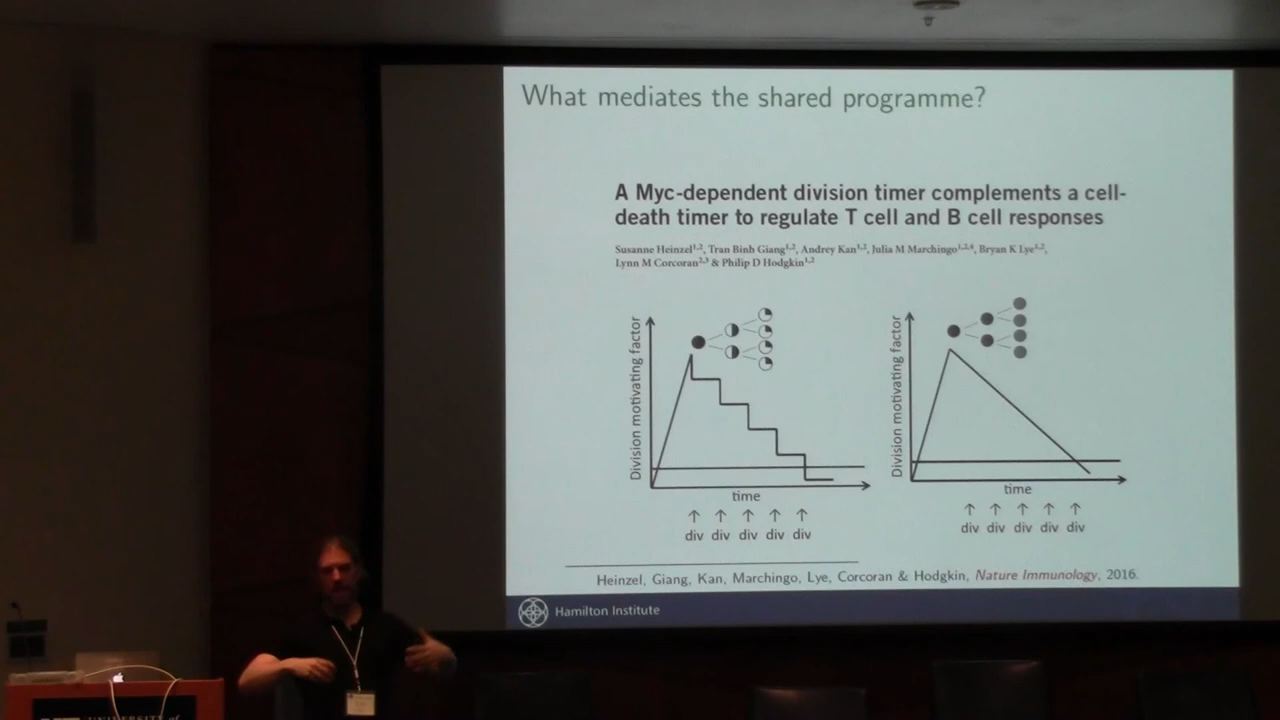 What mediates the shared programme?
A Myc-dependent division timer complements a cell-
death timer to regulate T cell and B cell responses
Susanne Heinzel1,2, Tran Binh Giang1,2, Andrey Kan1,2, Julia M Marchingo1,2,4, Bryan K Lye1,2,
Lynn M Corcoran2,3 & Philip D Hodgkin1,2
Division motivating factor
time
div div div div div
Division motivating factor
time
div div div div div
Heinzel, Giang, Kan, Marchingo, Lye, Corcoran & Hodgkin, Nature Immunology, 2016.
Hamilton Institute
UNIVERSITY of